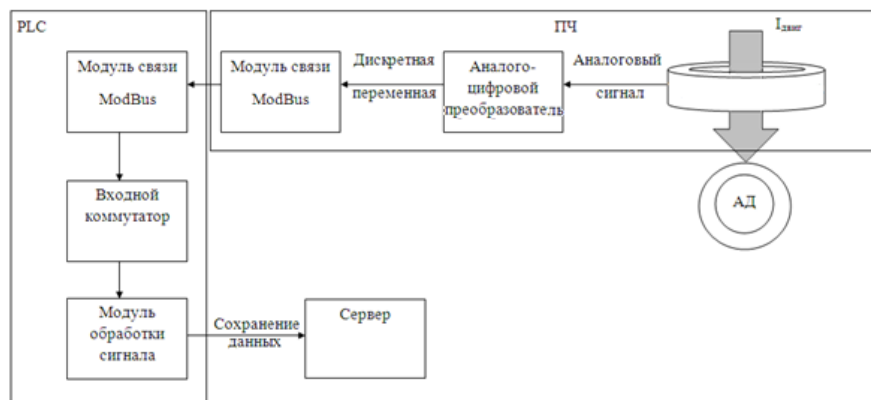 PLC
ПЧ
Iдвиг
Модуль связи
ModBus
Модуль связи
ModBus
Дискретная
переменная
Аналого-
цифровой
преобразователь
Аналоговый
сигнал
АД
Входной
коммутатор
Модуль
обработки
сигнала
Сохранение
данных
Сервер